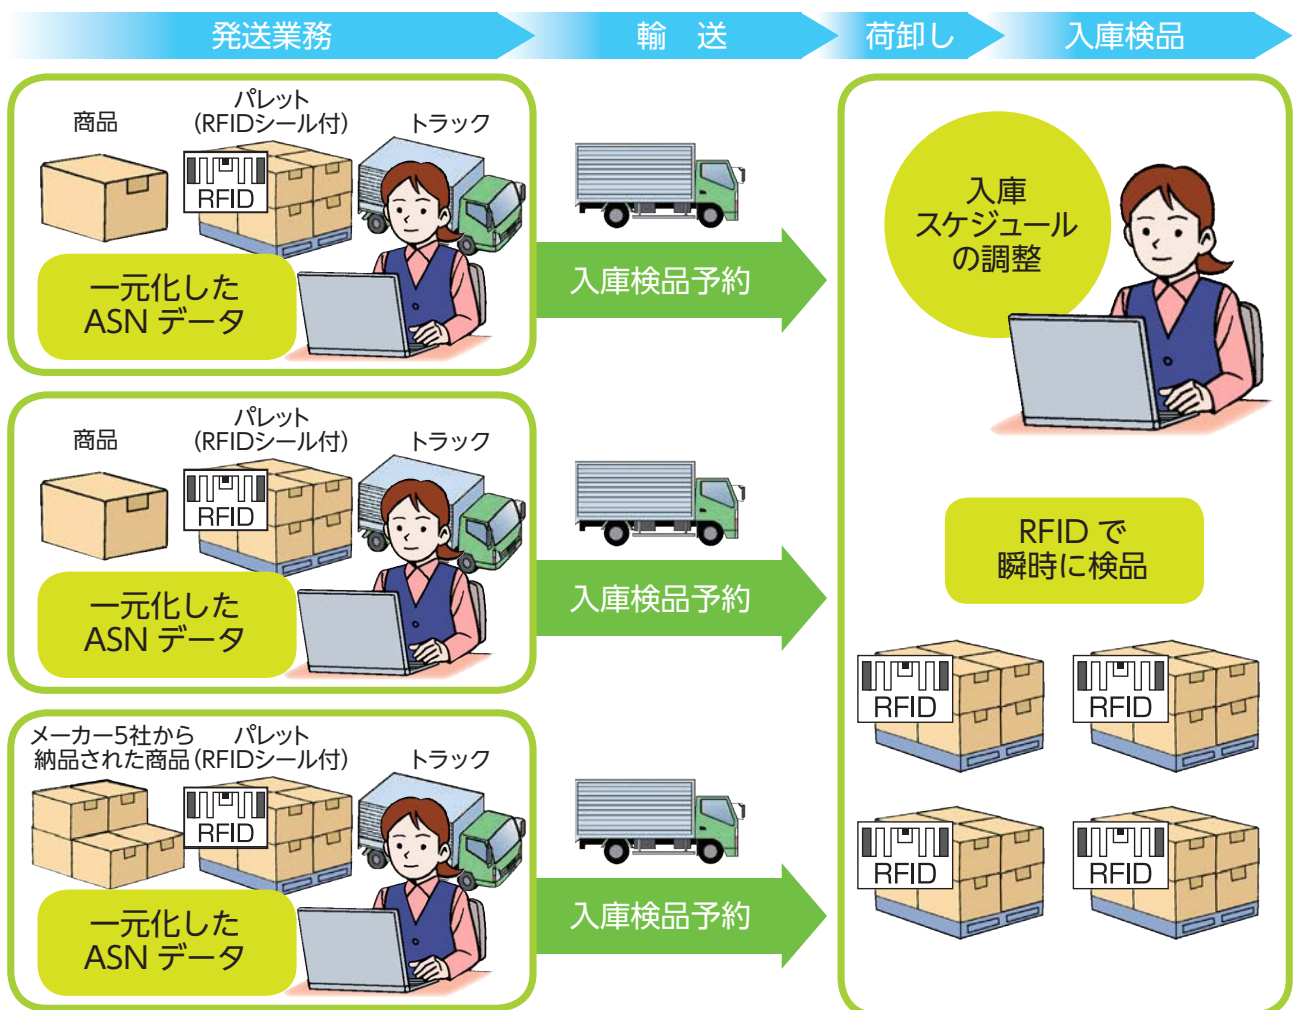 発送業務
輸　送
荷卸し
入庫検品
商品
パレット
（RFIDシール付）
トラック
RFID
一元化した
ASN データ
入庫検品予約
入庫
スケジュール
の調整
商品
パレット
（RFIDシール付）
トラック
RFID
一元化した
ASN データ
入庫検品予約
RFID で
瞬時に検品
RFID
RFID
メーカー5社から
納品された商品
パレット
（RFIDシール付）
トラック
RFID
一元化した
ASN データ
入庫検品予約
RFID
RFID